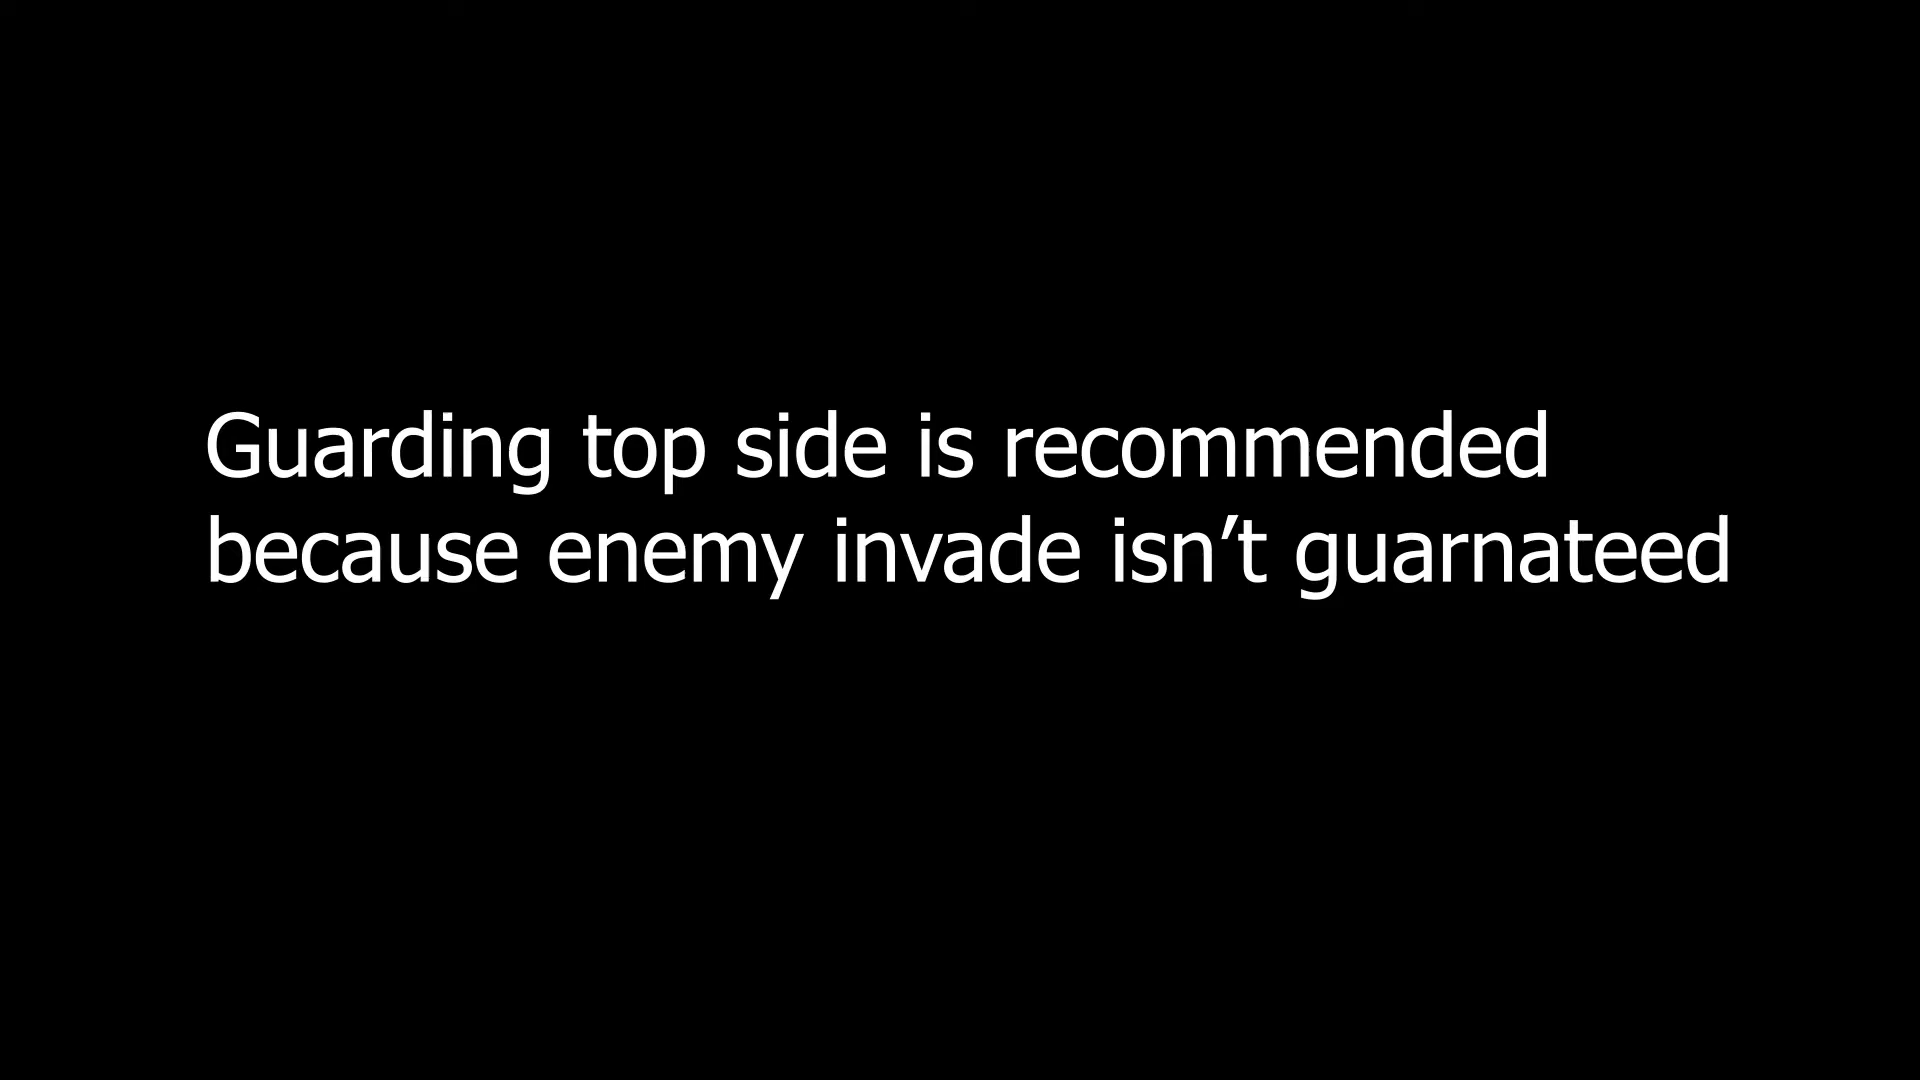 Guarding top side is recommended
because enemy invade isn’t guarnateed